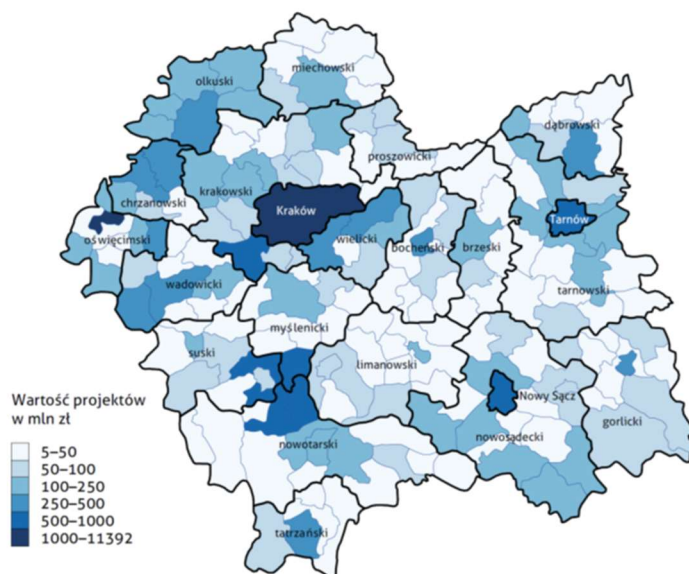 miechowski
olkuski
dąbrowski
proszowicki
krakowski
chrzanowski
Kraków
Tarnów
oświęcimski
wielicki
bocheński
brzeski
wadowicki
tarnowski
myślenicki
suski
limanowski
Wartość projektów
w mln zł
5–50
50–100
100–250
250–500
500–1000
1000–11392
Nowy Sącz
gorlicki
nowotarski
nowosądecki
tatrzański